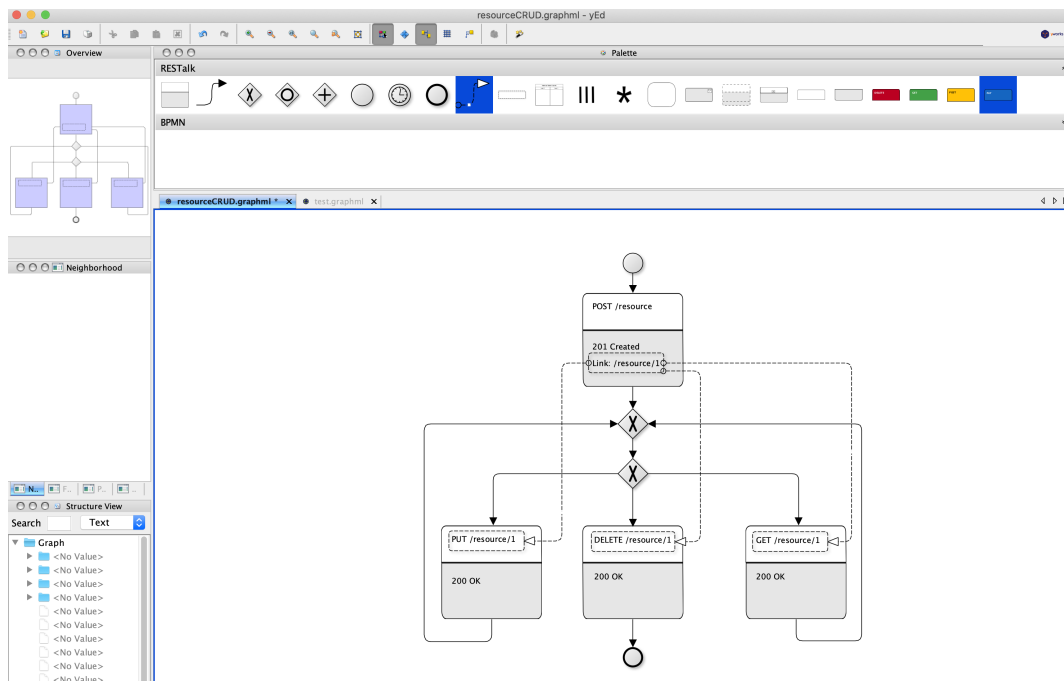 resourceCRUD.graphml - yEd
Overview
Palette
RESTalk
BPMN
resourceCRUD.graphml *
test.graphml
Neighborhood
POST /resource
201 Created
Link: /resource/1
X
X
PUT /resource/1
DELETE /resource/1
GET /resource/1
200 OK
200 OK
200 OK
N...
F...
P...
Structure View
Search
Text
Graph
<No Value>
<No Value>
<No Value>
<No Value>
<No Value>
<No Value>
<No Value>
<No Value>
<No Value>
<No Value>